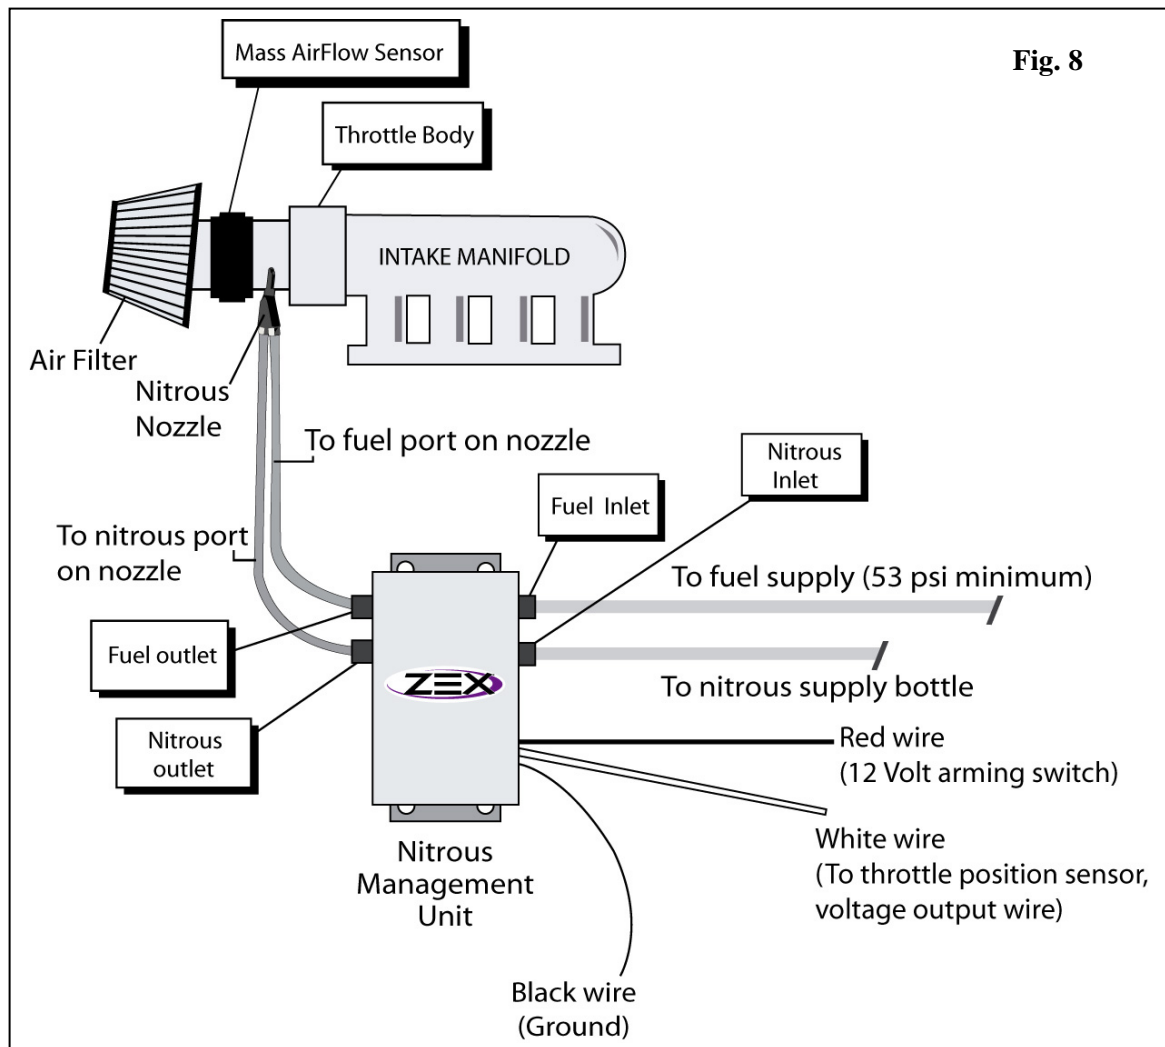 Mass AirFlow Sensor
Fig. 8
Throttle Body
INTAKE MANIFOLD
Air Filter
Nitrous
Nozzle
To fuel port on nozzle
Nitrous
Inlet
Fuel Inlet
To nitrous port
on nozzle
To fuel supply (53 psi minimum)
Fuel outlet
ZEX
To nitrous supply bottle
Nitrous
outlet
Red wire
(12 Volt arming switch)
White wire
(To throttle position sensor,
voltage output wire)
Nitrous
Management
Unit
Black wire
(Ground)